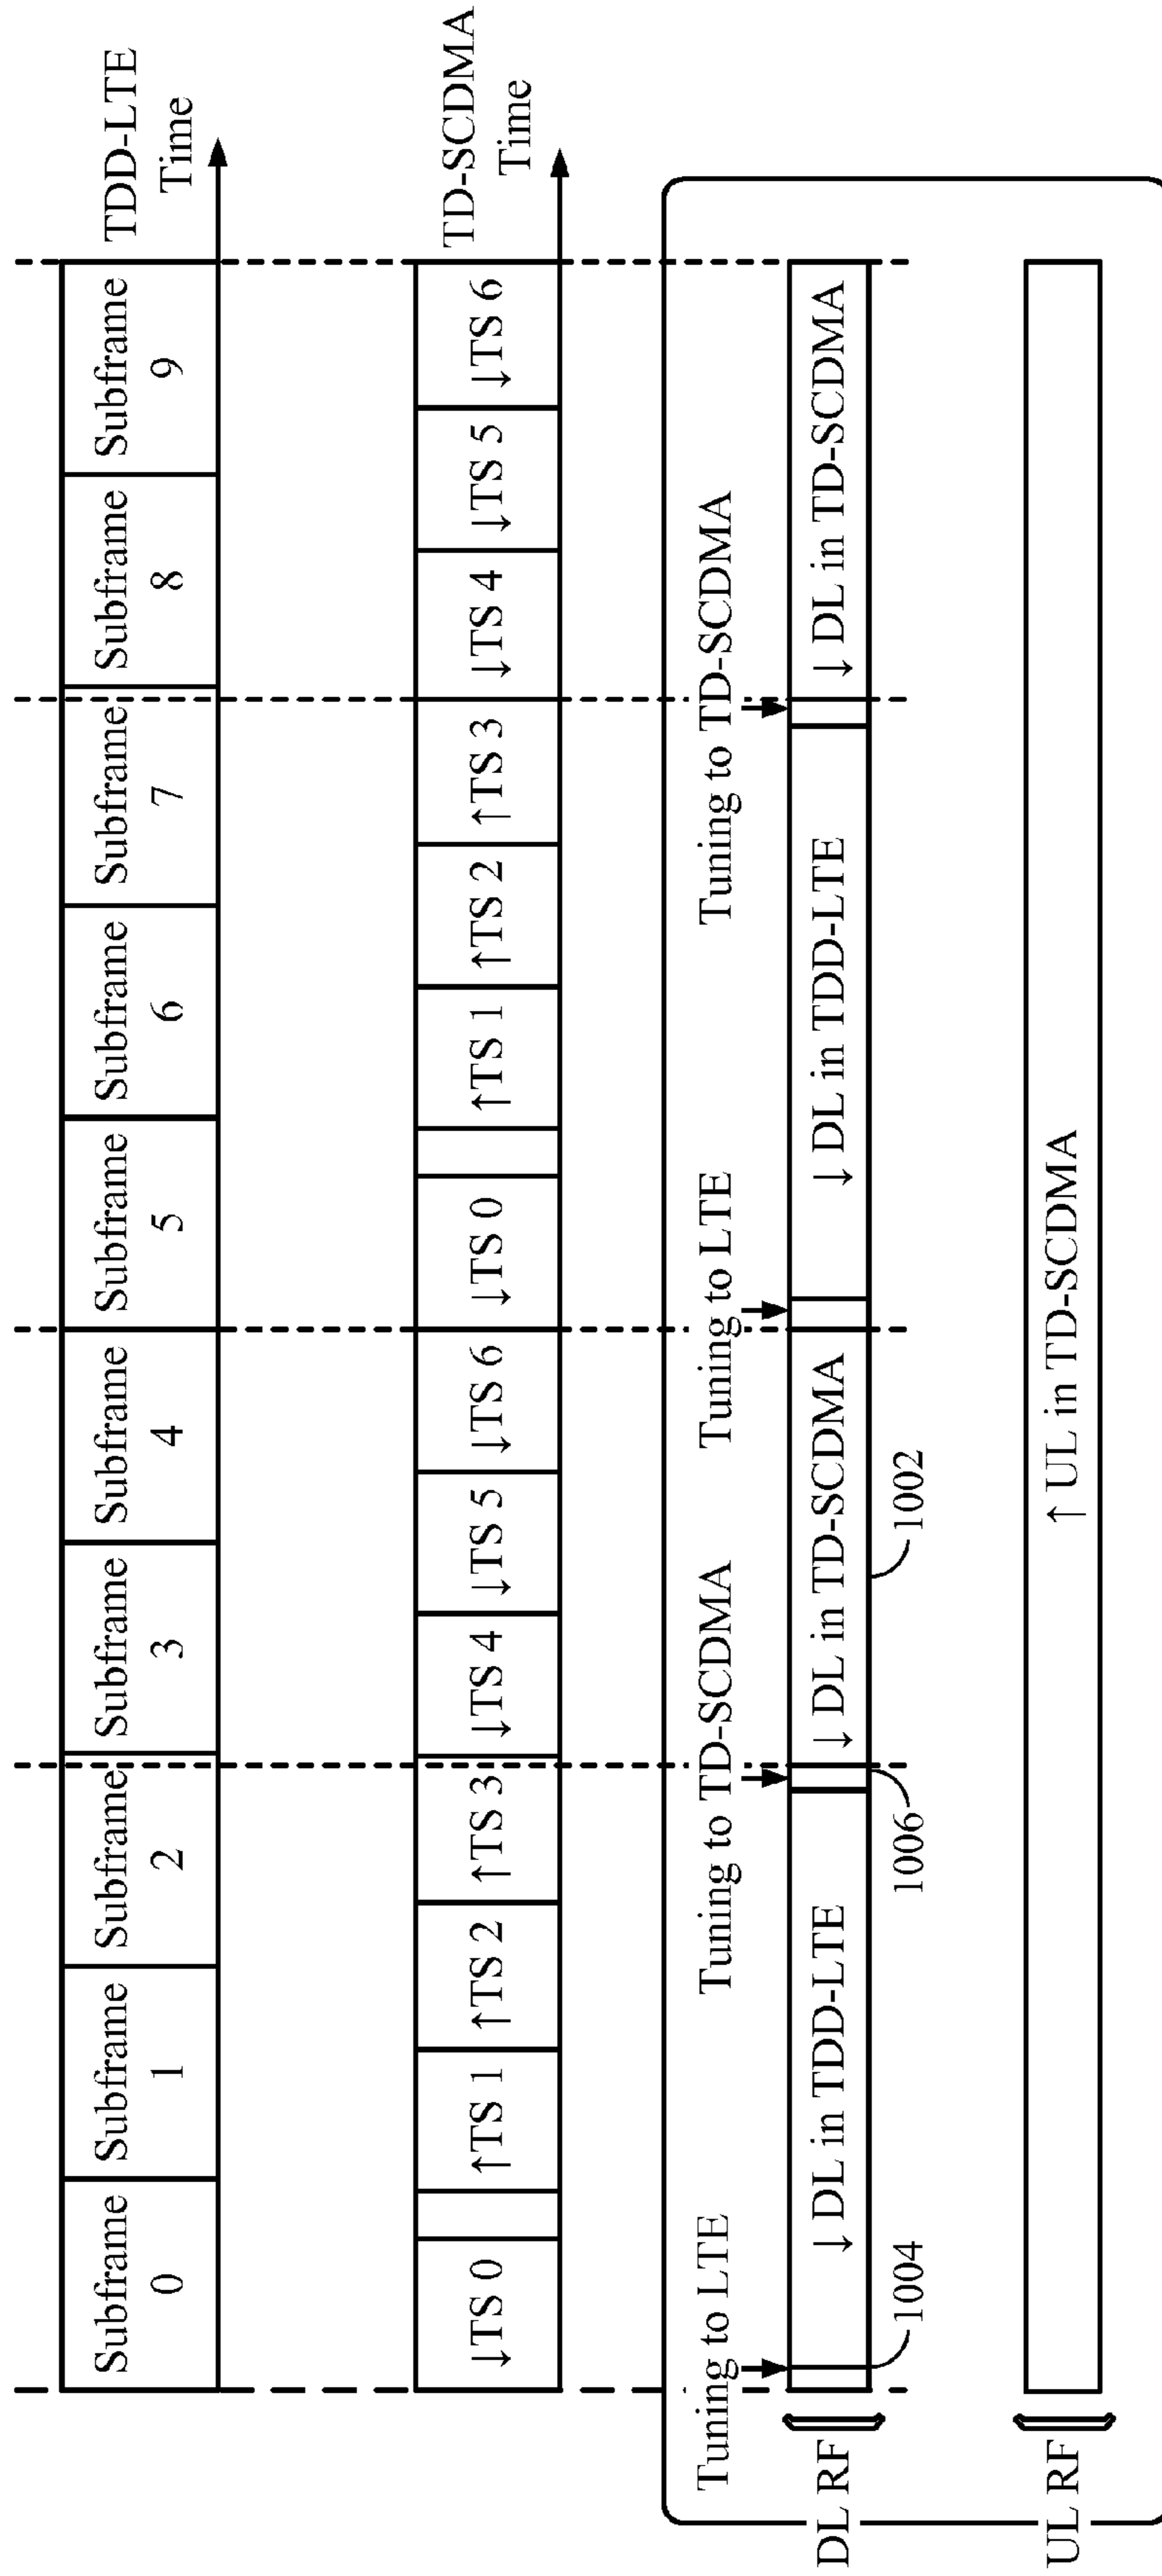 Subframe 0
Subframe 1
Subframe 2
Subframe 3
Subframe 4
Subframe 5
Subframe 6
Subframe 7
Subframe 8
Subframe 9
TDD-LTE
Time
↓TS 0
↑TS 1
↑TS 2
↑TS 3
↓TS 4
↓TS 5
↓TS 6
↓TS 0
↑TS 1
↑TS 2
↑TS 3
↓TS 4
↓TS 5
↓TS 6
TD-SCDMA
Time
Tuning to LTE
Tuning to TD-SCDMA
Tuning to LTE
Tuning to TD-SCDMA
DL RF
↓ DL in TDD-LTE
↓ DL in TD-SCDMA
↓ DL in TDD-LTE
↓ DL in TD-SCDMA
1004
1006
1002
UL RF
↑ UL in TD-SCDMA